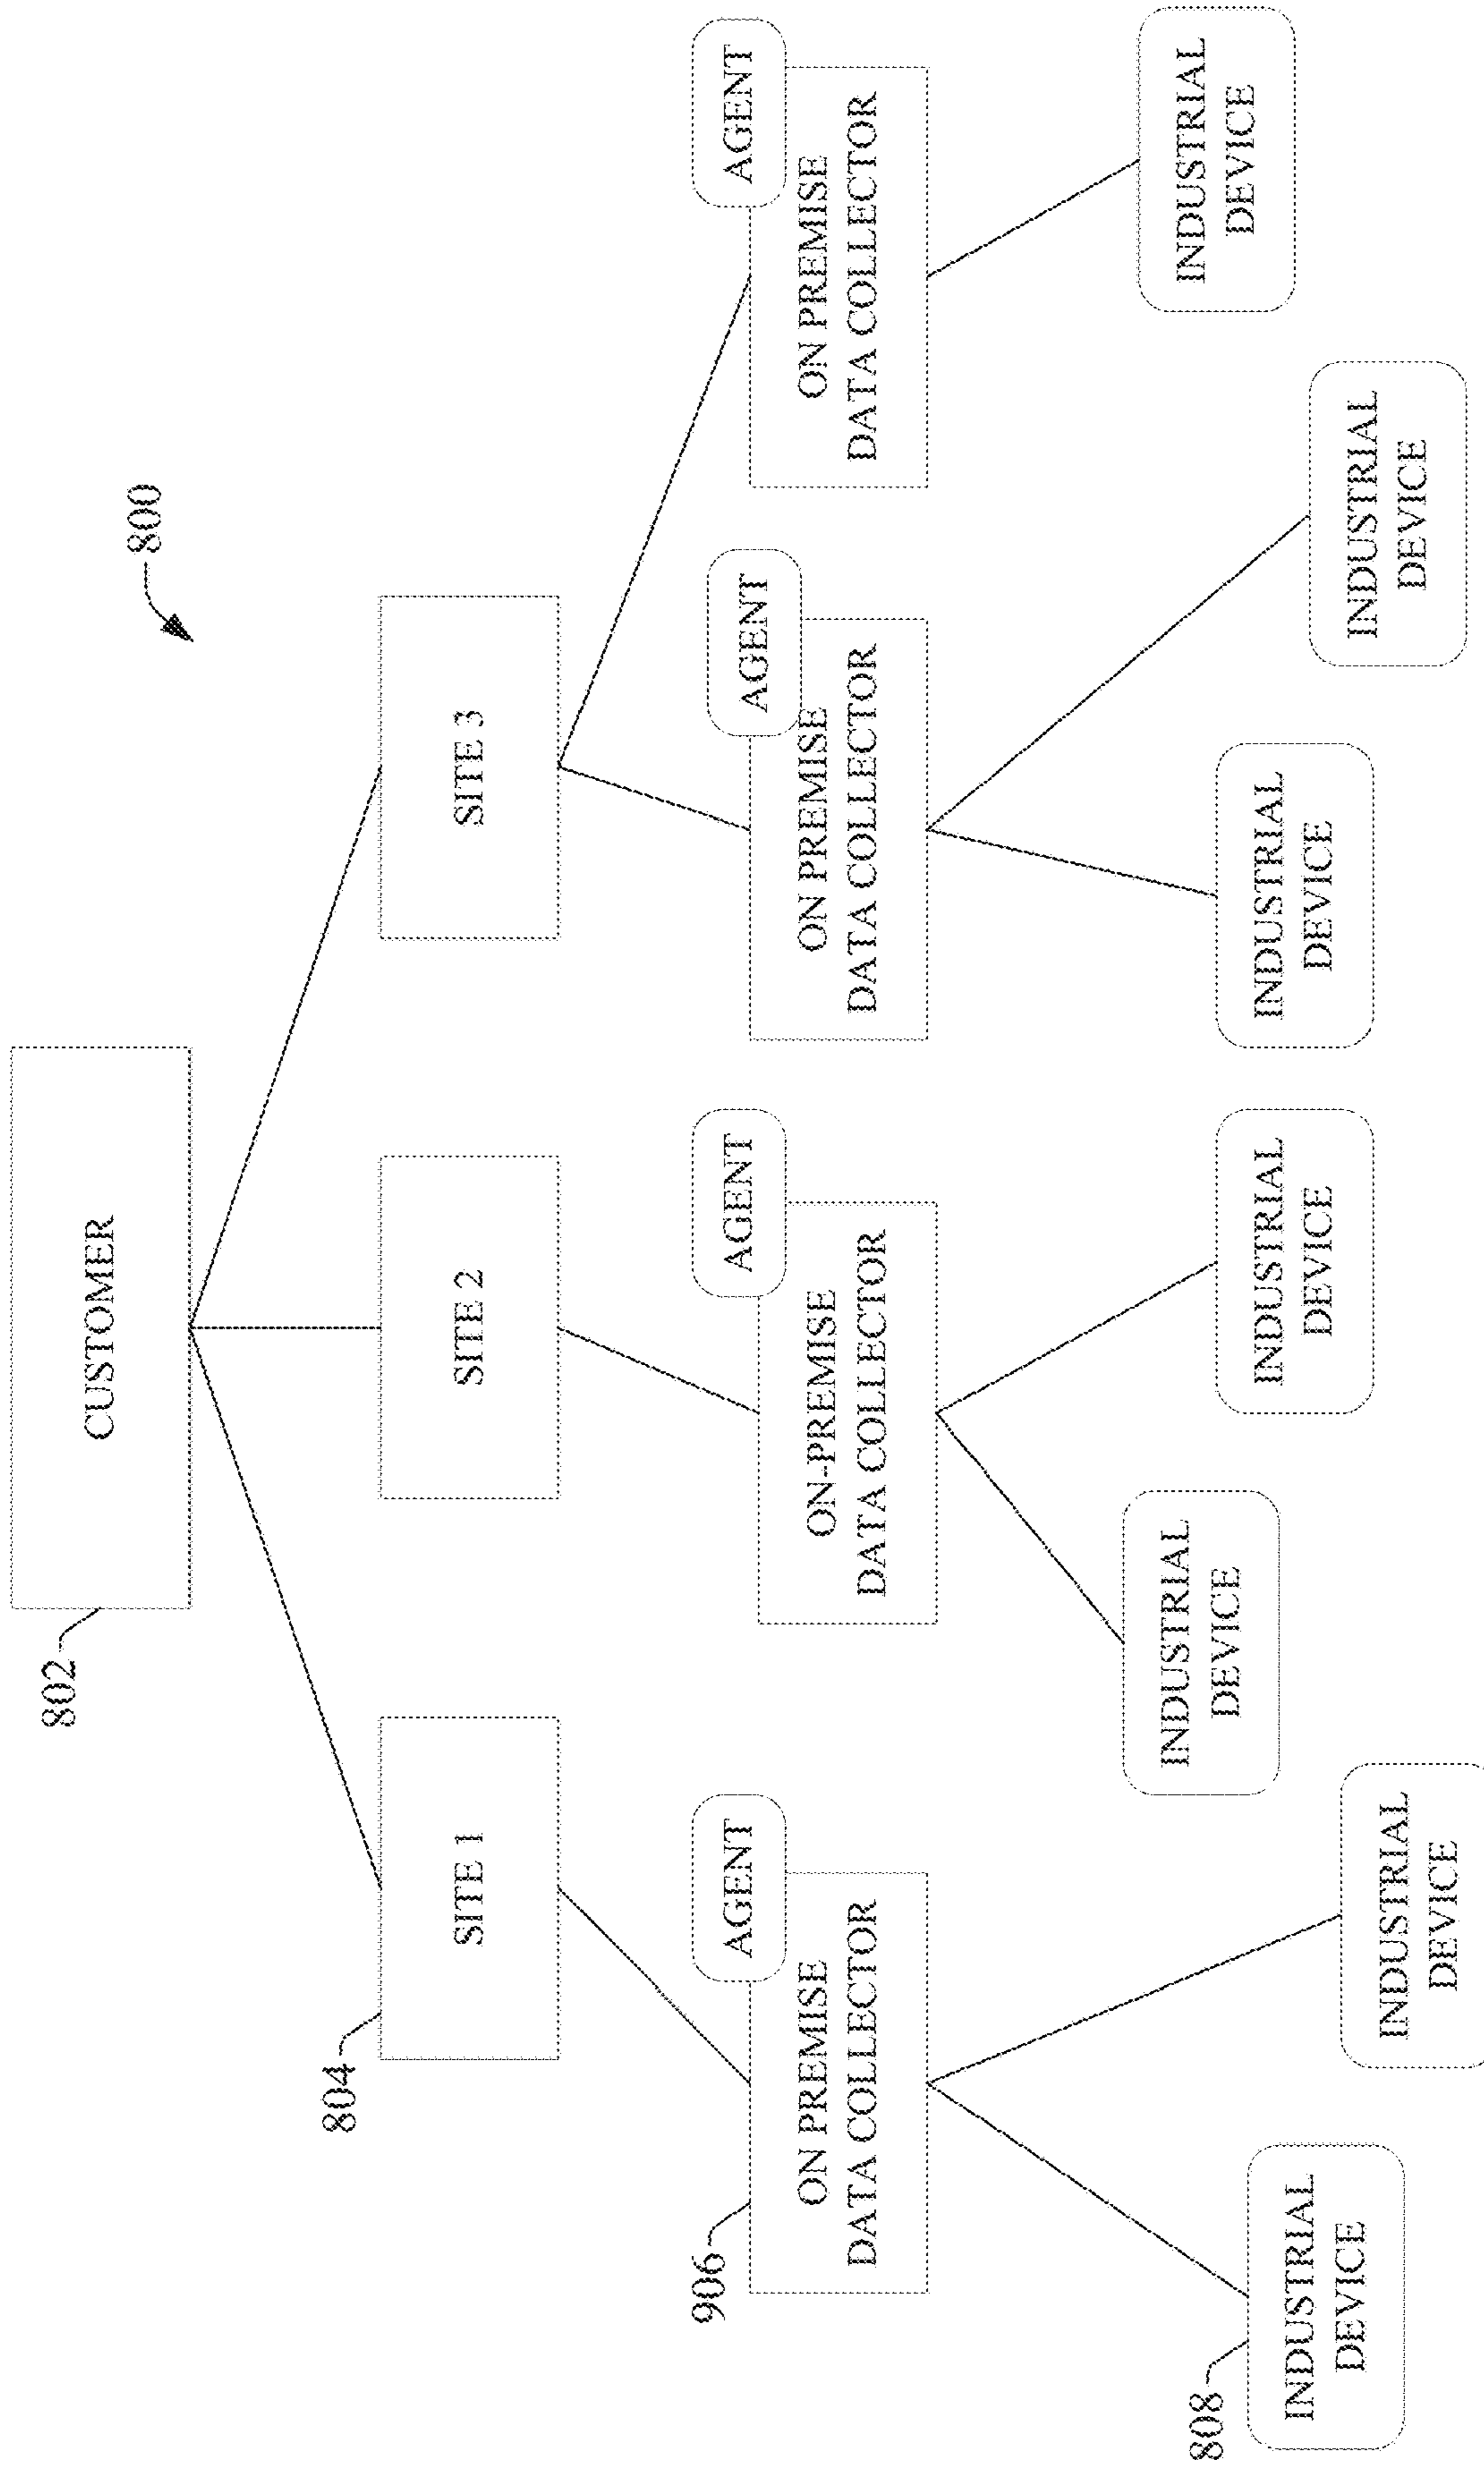 800
802
CUSTOMER
804
SITE 1
SITE 2
SITE 3
906
AGENT
ON PREMISE
DATA COLLECTOR
AGENT
ON-PREMISE
DATA COLLECTOR
AGENT
ON PREMISE
DATA COLLECTOR
AGENT
ON PREMISE
DATA COLLECTOR
808
INDUSTRIAL
DEVICE
INDUSTRIAL
DEVICE
INDUSTRIAL
DEVICE
INDUSTRIAL
DEVICE
INDUSTRIAL
DEVICE
INDUSTRIAL
DEVICE
INDUSTRIAL
DEVICE